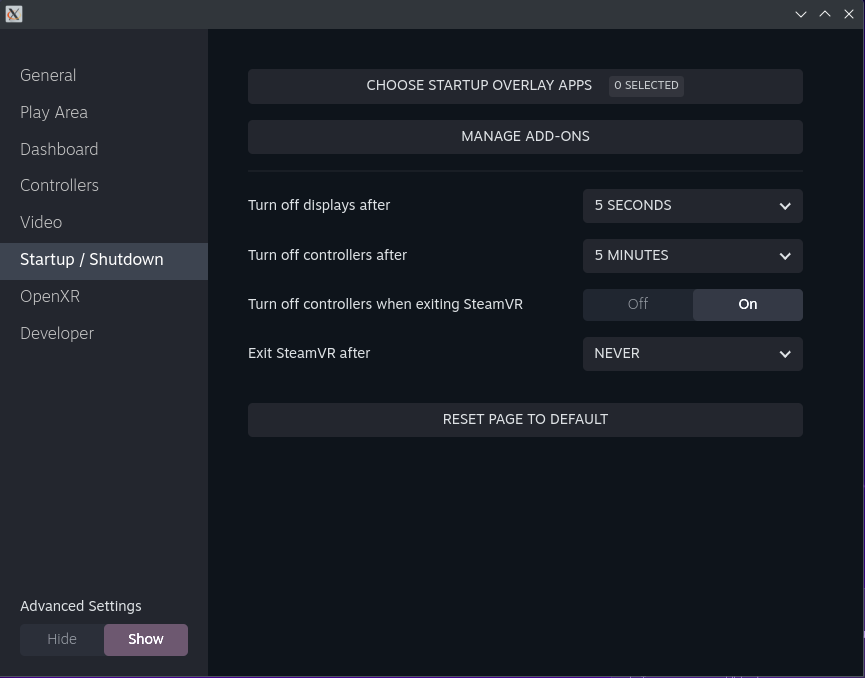 General
Play Area
Dashboard
Controllers
Video
Startup / Shutdown
OpenXR
Developer
Advanced Settings
Hide Show
CHOOSE STARTUP OVERLAY APPS 0 SELECTED
MANAGE ADD-ONS
Turn off displays after 5 SECONDS
Turn off controllers after 5 MINUTES
Turn off controllers when exiting SteamVR Off On
Exit SteamVR after NEVER
RESET PAGE TO DEFAULT